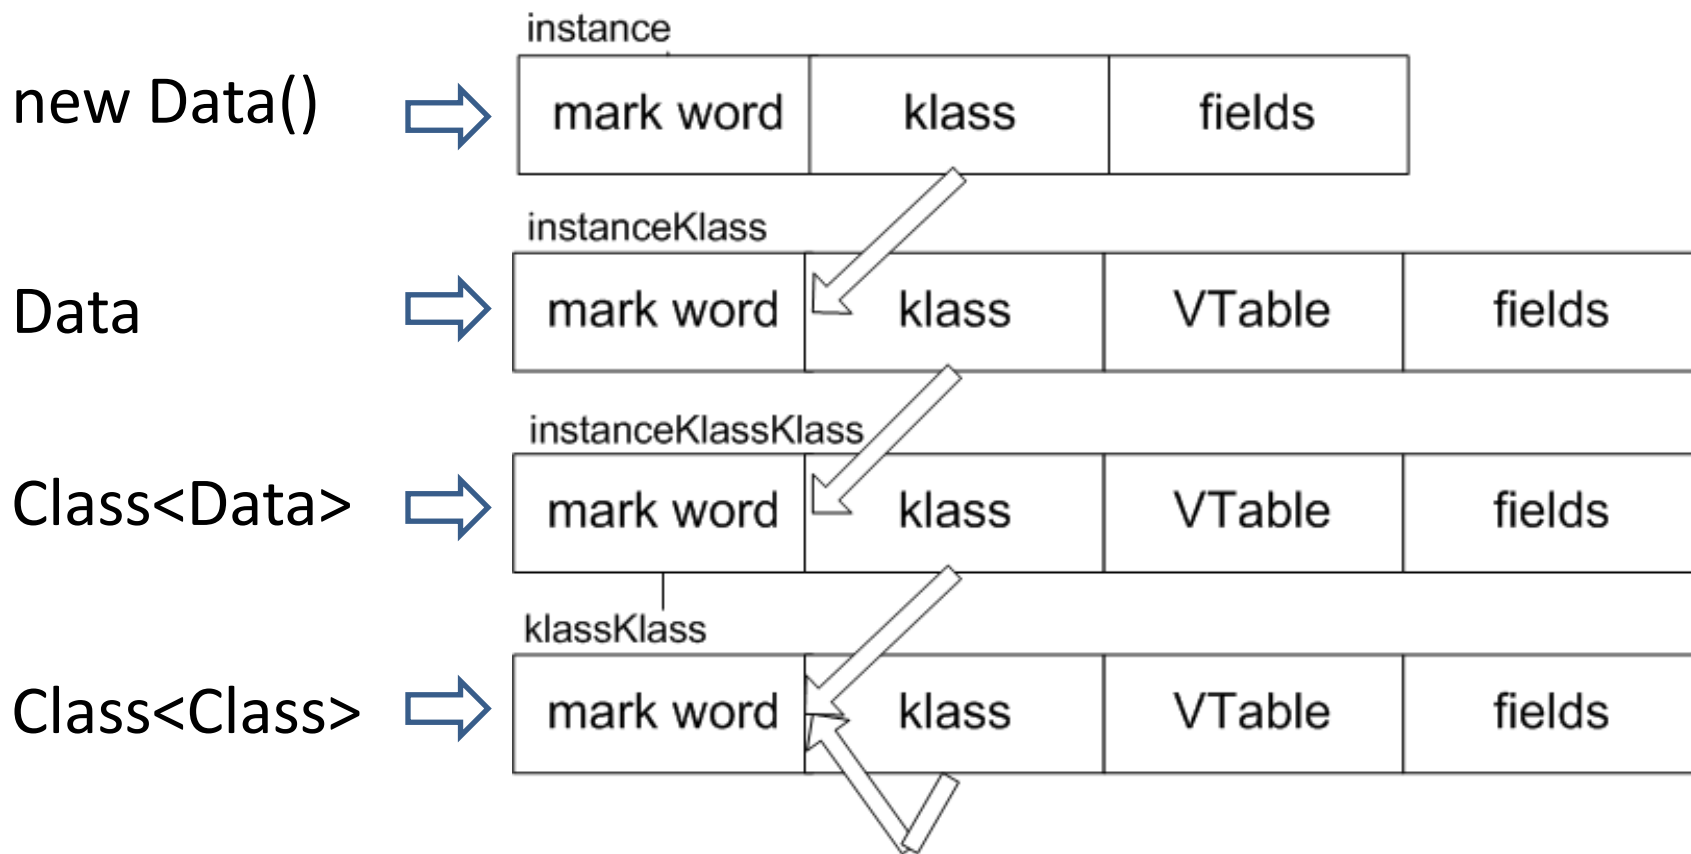 instance
new Data() mark word klass fields
instanceKlass
Data mark word klass VTable fields
instanceKlassKlass
Class<Data> mark word klass VTable fields
klassKlass
Class<Class> mark word klass VTable fields